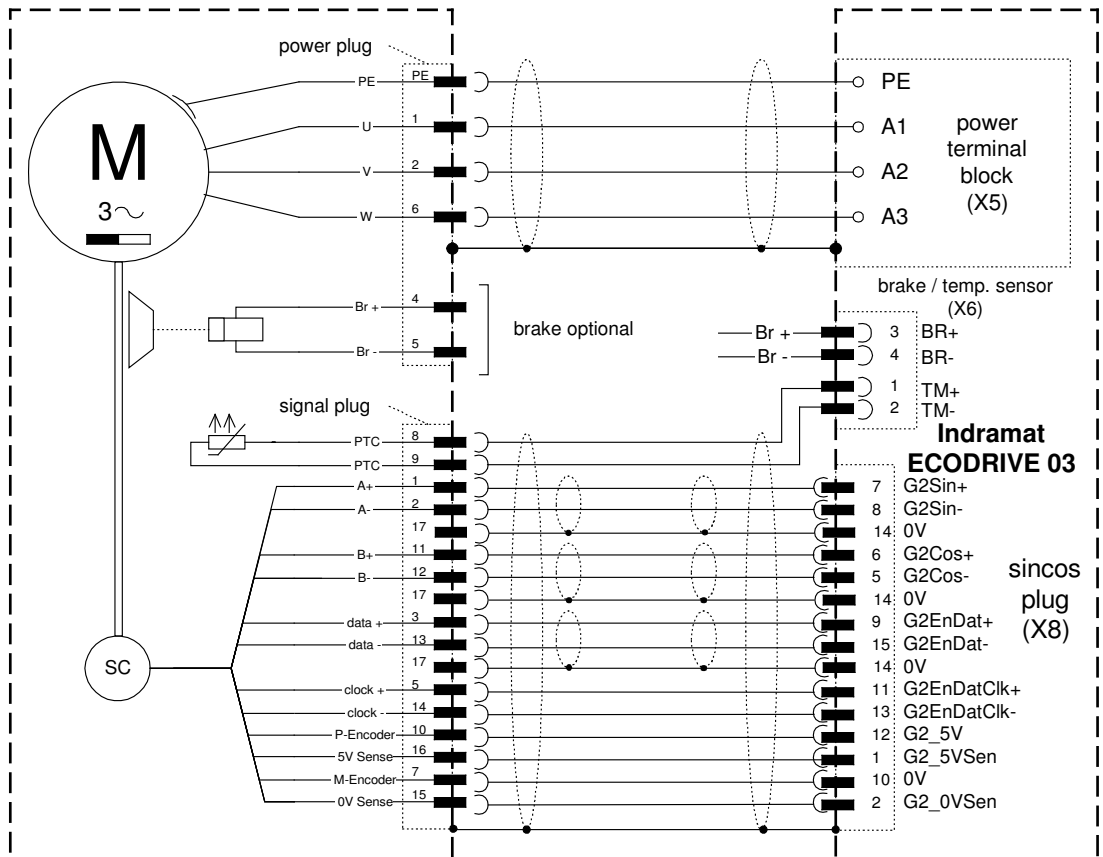 power plug
PE PE PE
U 1 A1
V 2 A2
W 6 A3
M
3
power
terminal
block
(X5)
brake / temp. sensor
(X6)
Br + 4
Br - 5
brake optional
Br + 3 BR+
Br - 4 BR-
1 TM+
2 TM-
signal plug
Indramat
ECODRIVE 03
PTC 8
PTC 9
A+ 1 7 G2Sin+
A- 2 8 G2Sin-
17 14 0V
B+ 11 6 G2Cos+
B- 12 5 G2Cos-
17 14 0V
data + 3 9 G2EnDat+
data - 13 15 G2EnDat-
17 14 0V
clock + 5 11 G2EnDatClk+
clock - 14 13 G2EnDatClk-
P-Encoder 10 12 G2_5V
5V Sense 16 1 G2_5VSen
M-Encoder 7 10 0V
0V Sense 15 2 G2_0VSen
SC
sincos
plug
(X8)